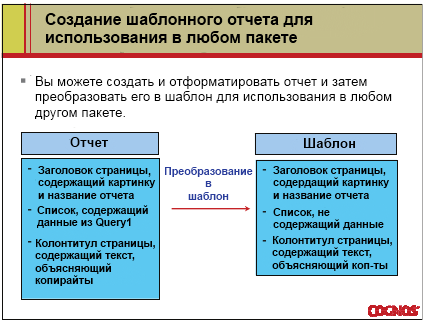 Создание шаблонного отчета для
использования в любом пакете
Вы можете создать и отформатировать отчет и затем
преобразовать его в шаблон для использования в любом
другом пакете.
Отчет
- Заголовок страницы,
содержащий картинку
и название отчета
- Список, содержащий
данные из Query1
- Колонтитул страницы,
содержащий текст,
объясняющий
копирайты
Преобразование
в
шаблон
Шаблон
- Заголовок страницы,
содердащий картинку
и название отчета
- Список, не
содержащий данные
- Колонтитул страницы,
содержащий текст,
объясняющий коп-ты
COGNOS